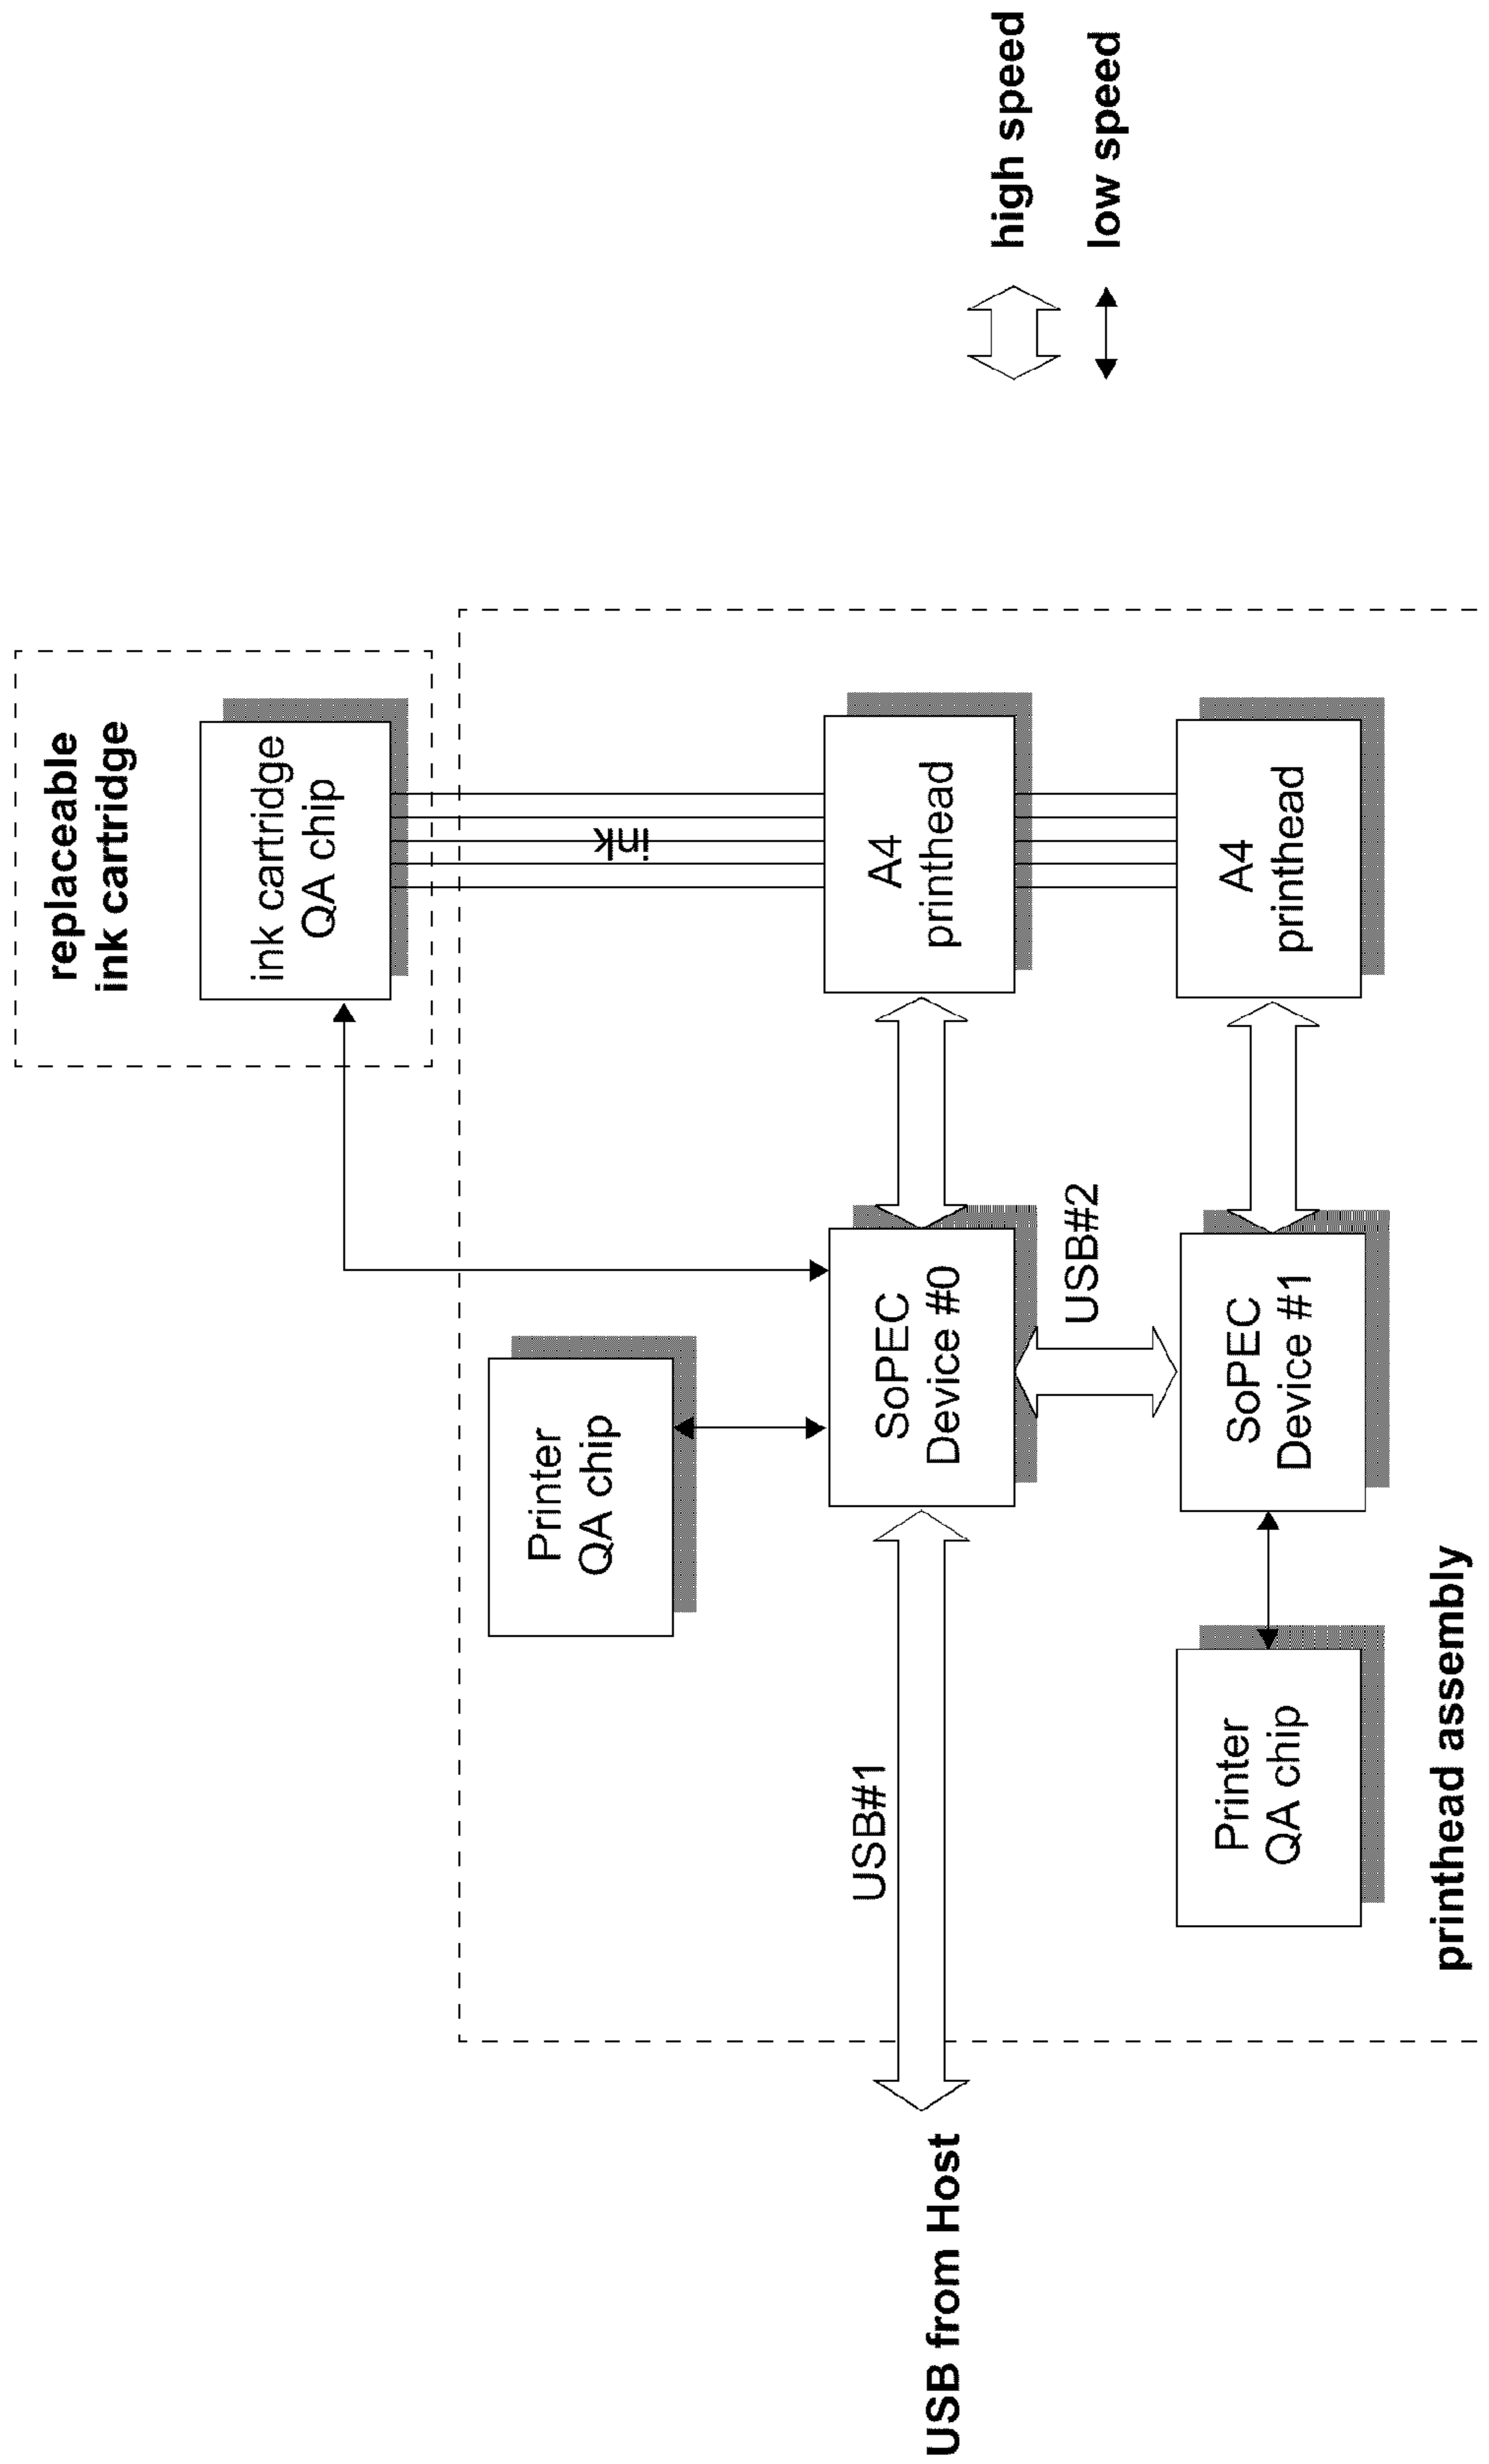 replaceable
ink cartridge
ink cartridge
QA chip
ink
Printer
QA chip
USB#1
SoPEC
Device #0
A4
printhead
USB from Host
USB#2
Printer
QA chip
SoPEC
Device #1
A4
printhead
printhead assembly
high speed
low speed